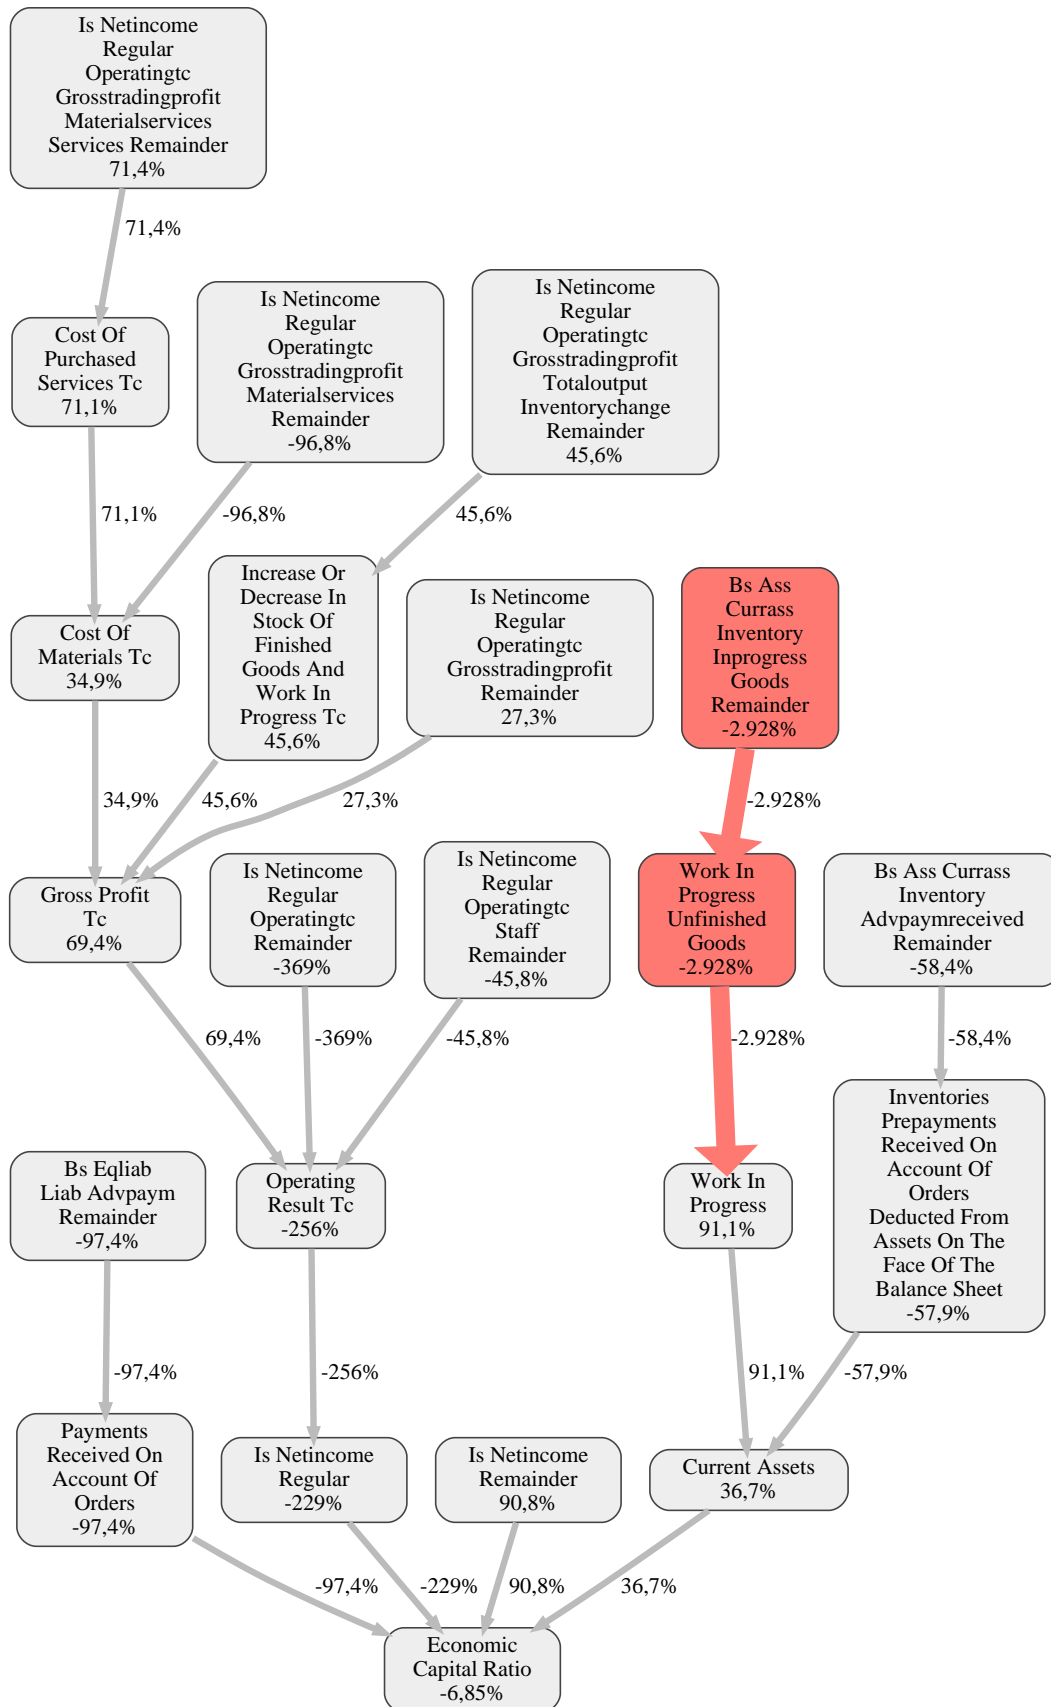 Is Netincome
Regular
Operatingtc
Grosstradingprofit
Materialservices
Services Remainder
71,4%
71,4%
Cost Of
Purchased
Services Tc
71,1%
Is Netincome
Regular
Operatingtc
Grosstradingprofit
Materialservices
Remainder
-96,8%
Is Netincome
Regular
Operatingtc
Grosstradingprofit
Totaloutput
Inventorychange
Remainder
45,6%
71,1%
-96,8%
45,6%
Cost Of
Materials Tc
34,9%
Increase Or
Decrease In
Stock Of
Finished
Goods And
Work In
Progress Tc
45,6%
Is Netincome
Regular
Operatingtc
Grosstradingprofit
Remainder
27,3%
Bs Ass
Currass
Inventory
Inprogress
Goods
Remainder
-2.928%
34,9%
45,6%
27,3%
-2.928%
Gross Profit
Tc
69,4%
Is Netincome
Regular
Operatingtc
Remainder
-369%
Is Netincome
Regular
Operatingtc
Staff
Remainder
-45,8%
Work In
Progress
Unfinished
Goods
-2.928%
Bs Ass Currass
Inventory
Advpaymreceived
Remainder
-58,4%
69,4%
-369%
-45,8%
-2.928%
-58,4%
Bs Eqliab
Liab Advpaym
Remainder
-97,4%
Operating
Result Tc
-256%
Work In
Progress
91,1%
Inventories
Prepayments
Received On
Account Of
Orders
Deducted From
Assets On The
Face Of The
Balance Sheet
-57,9%
-97,4%
-256%
91,1%
-57,9%
Payments
Received On
Account Of
Orders
-97,4%
Is Netincome
Regular
-229%
Is Netincome
Remainder
90,8%
Current Assets
36,7%
-97,4%
-229%
90,8%
36,7%
Economic
Capital Ratio
-6,85%